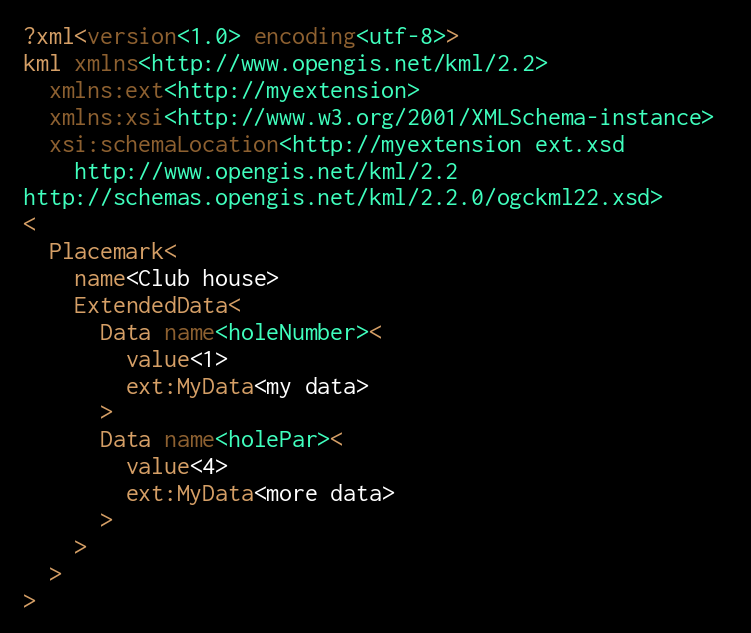 ?xml<version<1.0> encoding<utf-8>>
kml xmlns<http://www.opengis.net/kml/2.2>
  xmlns:ext<http://myextension>
  xmlns:xsi<http://www.w3.org/2001/XMLSchema-instance>
  xsi:schemaLocation<http://myextension ext.xsd
    http://www.opengis.net/kml/2.2
http://schemas.opengis.net/kml/2.2.0/ogckml22.xsd>
<
  Placemark<
    name<Club house>
    ExtendedData<
      Data name<holeNumber><
        value<1>
        ext:MyData<my data>
      >
      Data name<holePar><
        value<4>
        ext:MyData<more data>
      >
    >
  >
>